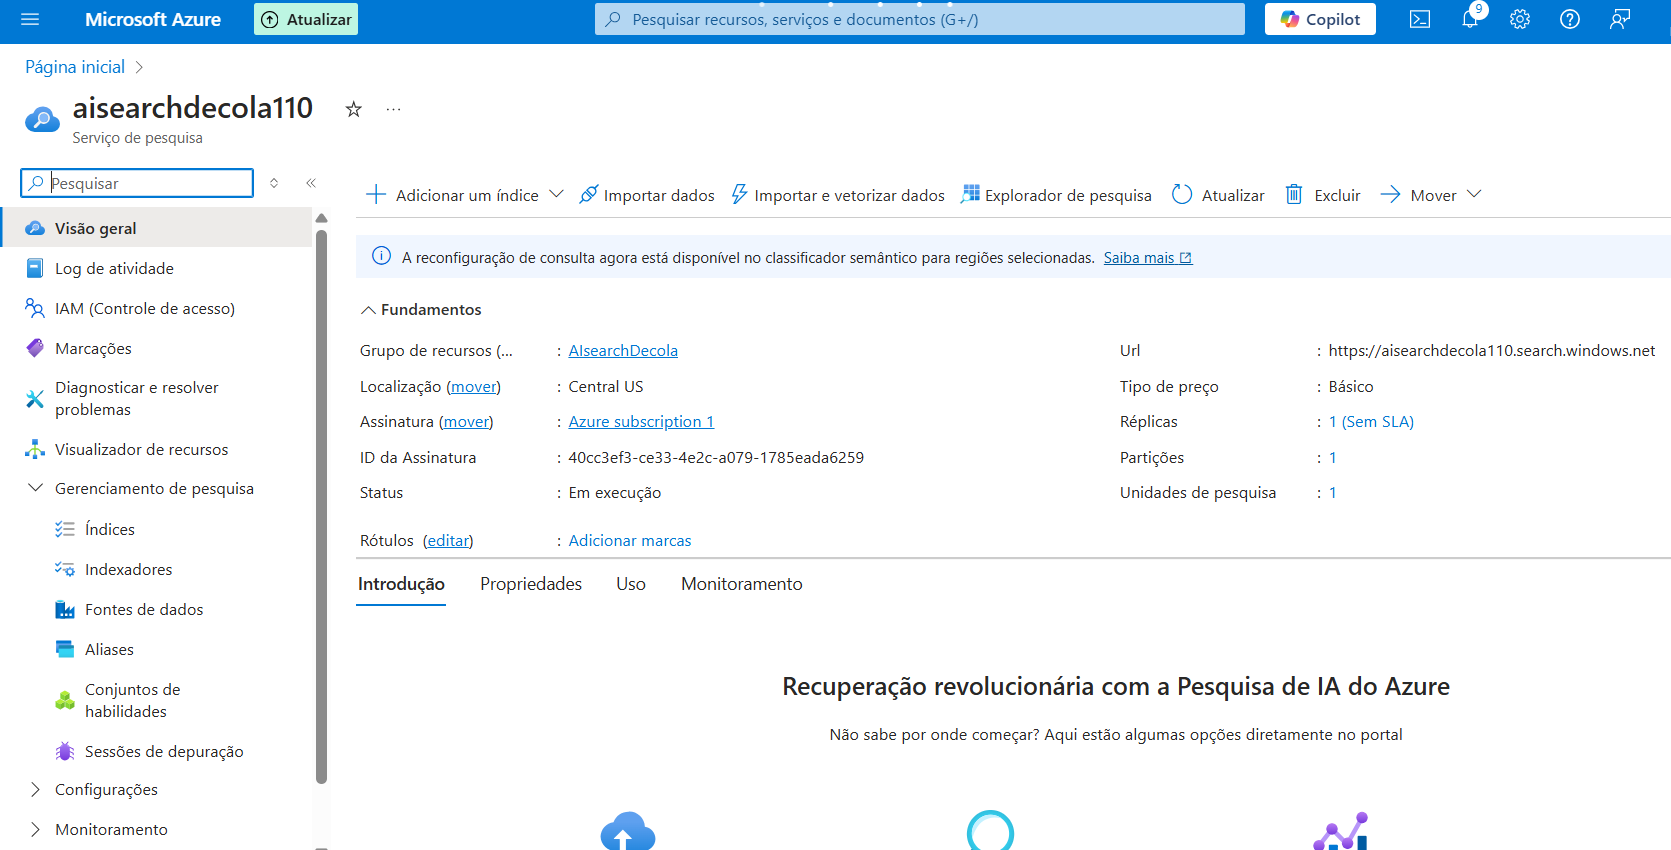 Microsoft Azure
Atualizar
Pesquisar recursos, serviços e documentos (G+/)
Copilot
9
Página inicial
aisearchdecola110
Serviço de pesquisa
Pesquisar
Adicionar um índice
Importar dados
Importar e vetorizar dados
Explorador de pesquisa
Atualizar
Excluir
Mover
Visão geral
Log de atividade
IAM (Controle de acesso)
Marcações
Diagnosticar e resolver
problemas
Visualizador de recursos
Gerenciamento de pesquisa
Índices
Indexadores
Fontes de dados
Aliases
Conjuntos de
habilidades
Sessões de depuração
Configurações
Monitoramento
A reconfiguração de consulta agora está disponível no classificador semântico para regiões selecionadas. Saiba mais
Fundamentos
Grupo de recursos (... : AIsearchDecola
Localização (mover) : Central US
Assinatura (mover) : Azure subscription 1
ID da Assinatura : 40cc3ef3-ce33-4e2c-a079-1785eada6259
Status : Em execução
Rótulos (editar) : Adicionar marcas
Url : https://aisearchdecola110.search.windows.net
Tipo de preço : Básico
Réplicas : 1 (Sem SLA)
Partições : 1
Unidades de pesquisa : 1
Introdução
Propriedades
Uso
Monitoramento
Recuperação revolucionária com a Pesquisa de IA do Azure
Não sabe por onde começar? Aqui estão algumas opções diretamente no portal